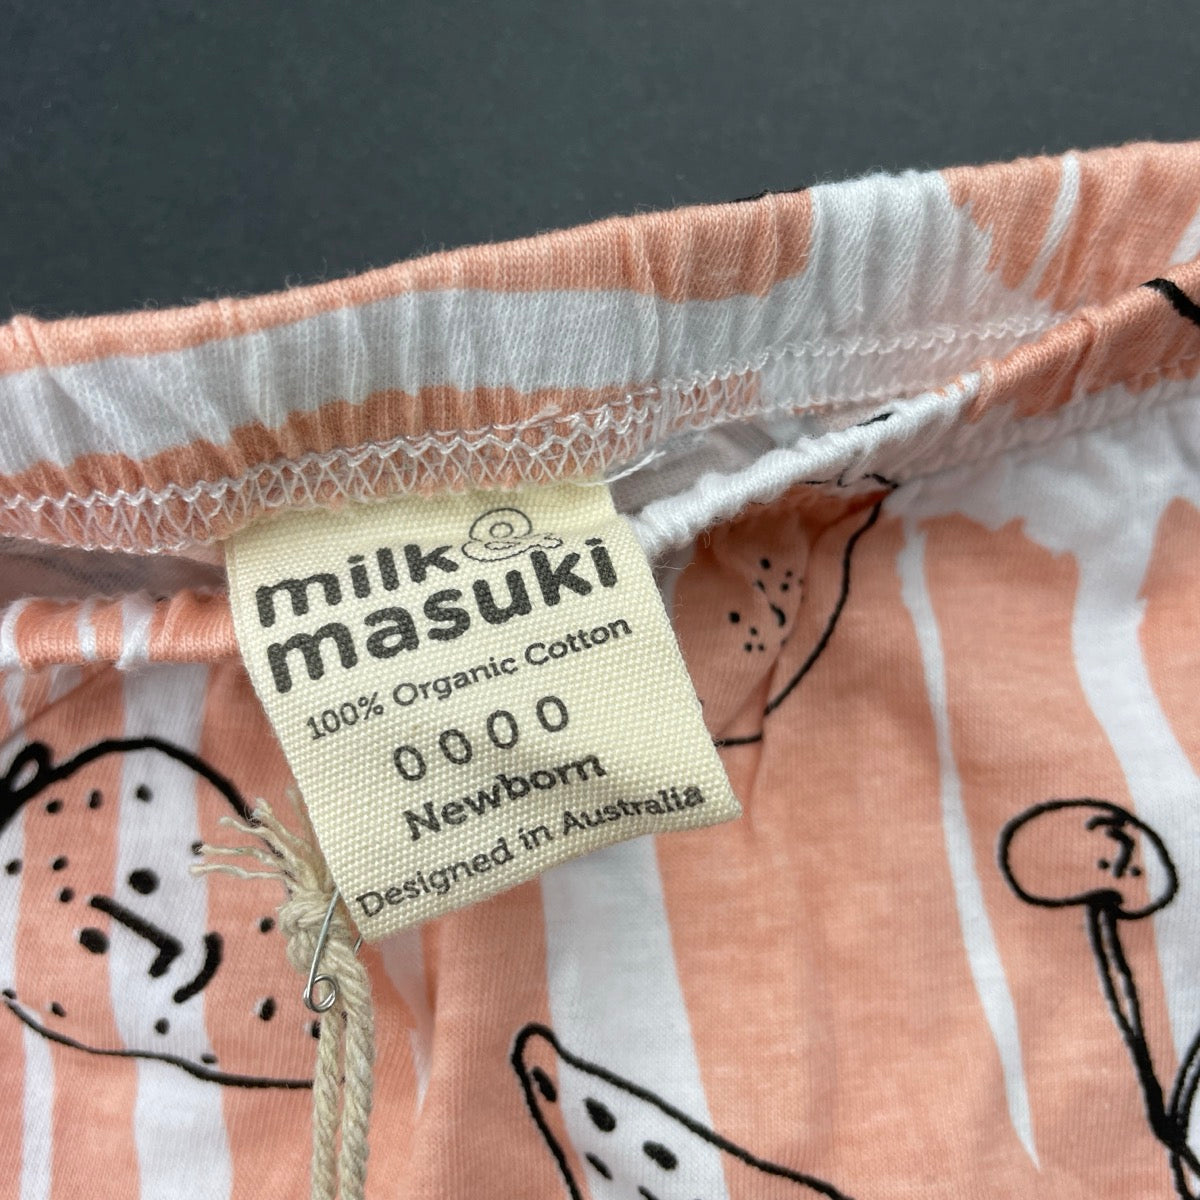 milk &
masuki
100% Organic Cotton
0000
Newborn
Designed in Australia